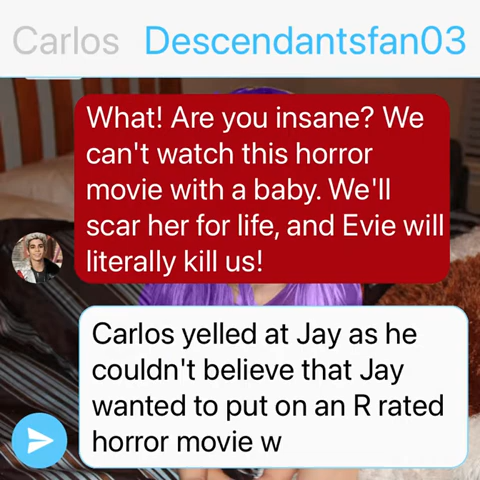 Carlos Descendantsfan03
What! Are you insane? We
can't watch this horror
movie with a baby. We'll
scar her for life, and Evie will
literally kill us!
Carlos yelled at Jay as he
couldn't believe that Jay
wanted to put on an R rated
horror movie w